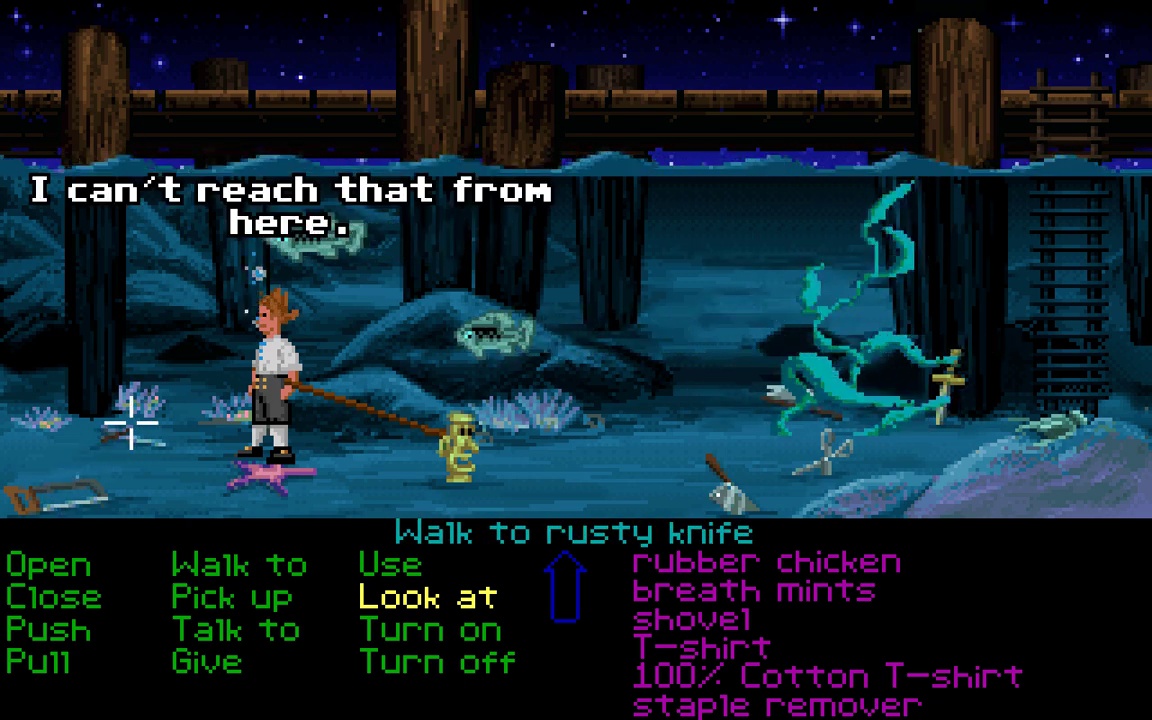 I can't reach that from
here.
Walk to rusty knife
Open Walk to Use
Close Pick up Look at
Push Talk to Turn on
Pull Give Turn off
rubber chicken
breath mints
shovel
T-shirt
100% Cotton T-shirt
staple remover